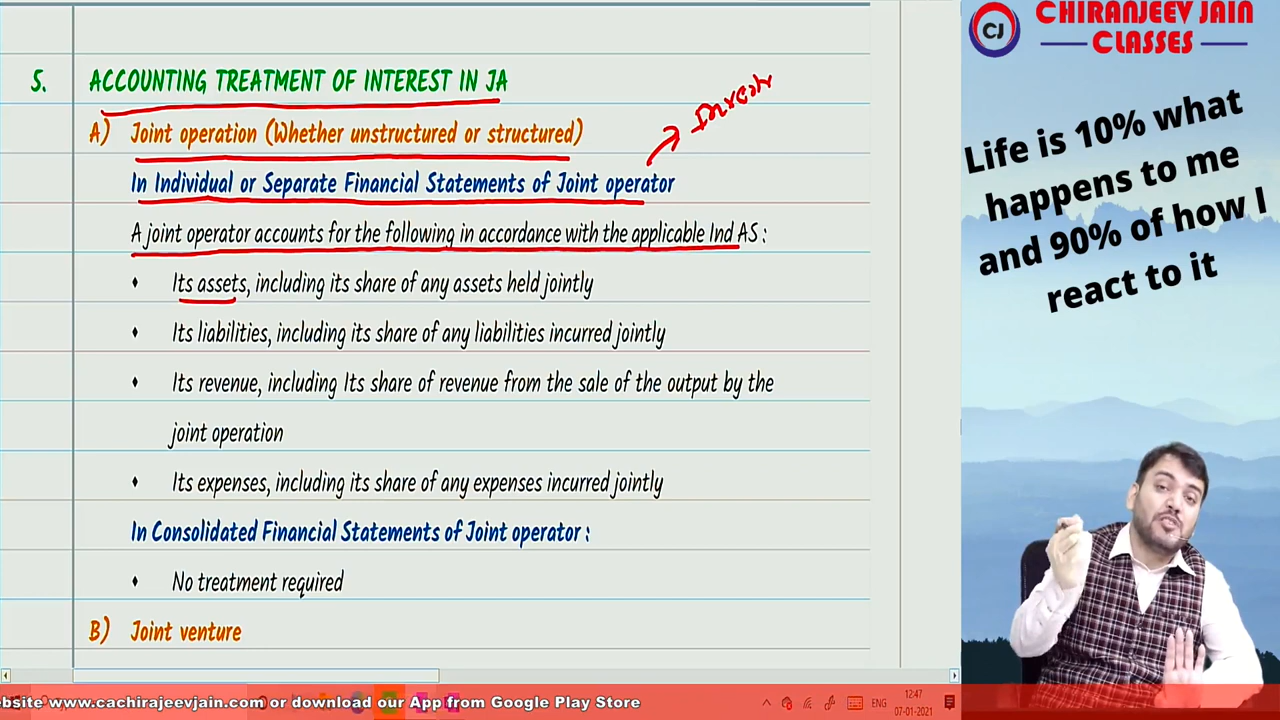 5. ACCOUNTING TREATMENT OF INTEREST IN JA
A) Joint operation (Whether unstructured or structured)
In Individual or Separate Financial Statements of Joint operator
A joint operator accounts for the following in accordance with the applicable Ind AS :
♦ Its assets, including its share of any assets held jointly
♦ Its liabilities, including its share of any liabilities incurred jointly
♦ Its revenue, including Its share of revenue from the sale of the output by the
joint operation
♦ Its expenses, including its share of any expenses incurred jointly
In Consolidated Financial Statements of Joint operator :
♦ No treatment required
B) Joint venture
CJ
CHIRANJEEV JAIN
CLASSES
Life is 10% what
happens to me
and 90% of how I
react to it
ebsite www.cachirajeevjain.com or download our App from Google Play Store
ENG
12:47
07-01-2021